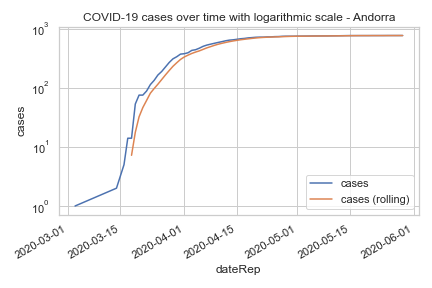 COVID-19 cases over time with logarithmic scale - Andorra
10³
10²
10¹
10⁰
cases
cases
cases (rolling)
2020-03-01
2020-03-15
2020-04-01
2020-04-15
2020-05-01
2020-05-15
2020-06-01
dateRep